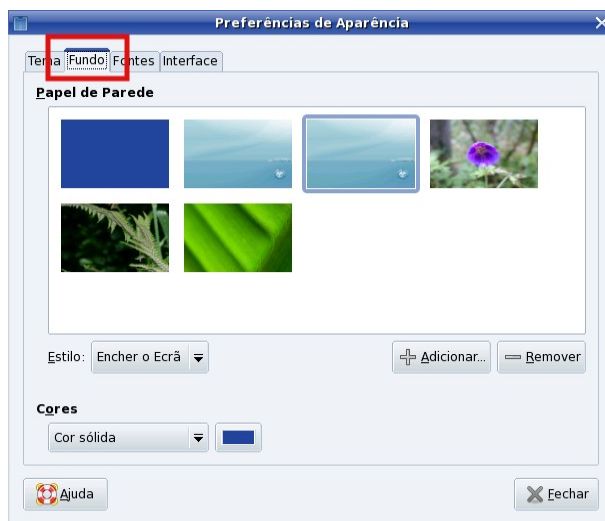 Preferências de Aparência
Tema Fundo Fontes Interface
Papel de Parede
Estilo: Encher o Ecrã Adicionar... Remover
Cores
Cor sólida
Ajuda Fechar